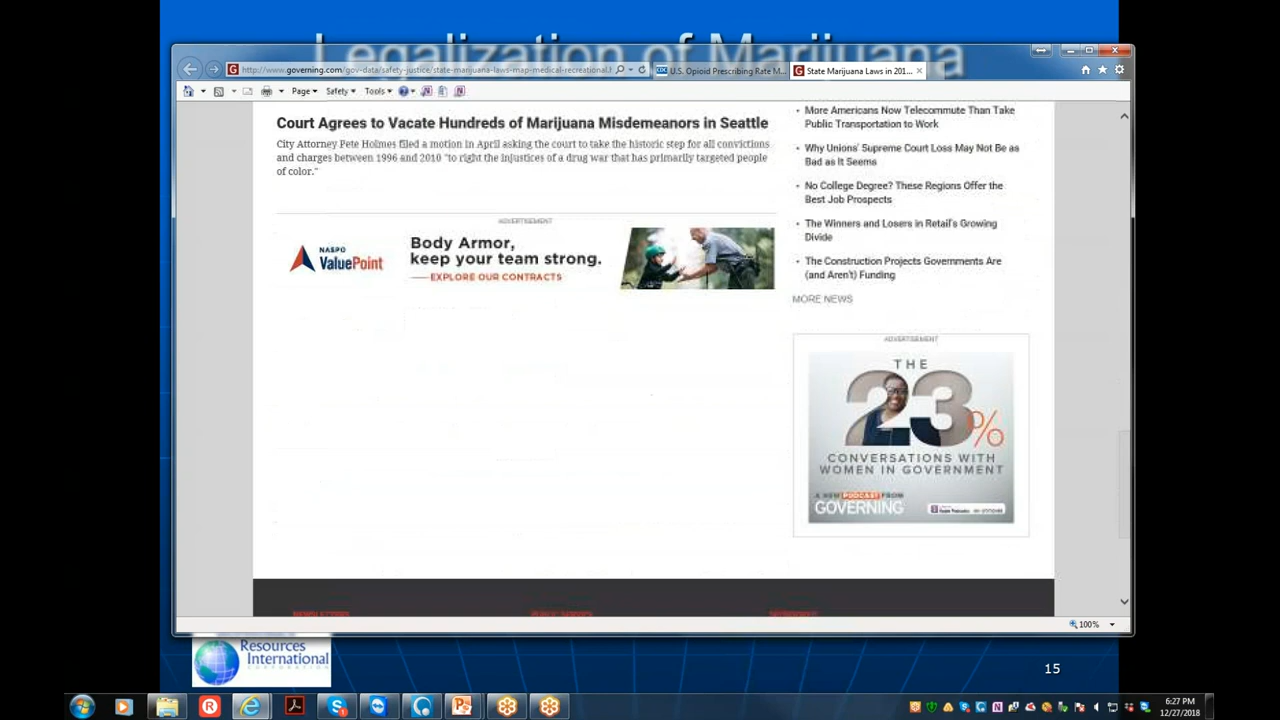 Legalization of Marijuana
http://www.governing.com/gov-data/safety-justice/state-marijuana-laws-map-medical-recreational.l
U.S. Opioid Prescribing Rate M...
State Marijuana Laws in 201...
Page
Safety
Tools
Court Agrees to Vacate Hundreds of Marijuana Misdemeanors in Seattle
City Attorney Pete Holmes filed a motion in April asking the court to take the historic step for all convictions
and charges between 1996 and 2010 "to right the injustices of a drug war that has primarily targeted people
of color."
ADVERTISEMENT
NASPO
ValuePoint
Body Armor,
keep your team strong.
EXPLORE OUR CONTRACTS
More Americans Now Telecommute Than Take
Public Transportation to Work
Why Unions' Supreme Court Loss May Not Be as
Bad as It Seems
No College Degree? These Regions Offer the
Best Job Prospects
The Winners and Losers in Retail's Growing
Divide
The Construction Projects Governments Are
(and Aren't) Funding
MORE NEWS
ADVERTISEMENT
THE
23%
CONVERSATIONS WITH
WOMEN IN GOVERNMENT
A NEW PODCAST FROM
GOVERNING
NEWSLETTERS
100%
Resources
International
CORPORATION
15
6:27 PM
12/27/2018